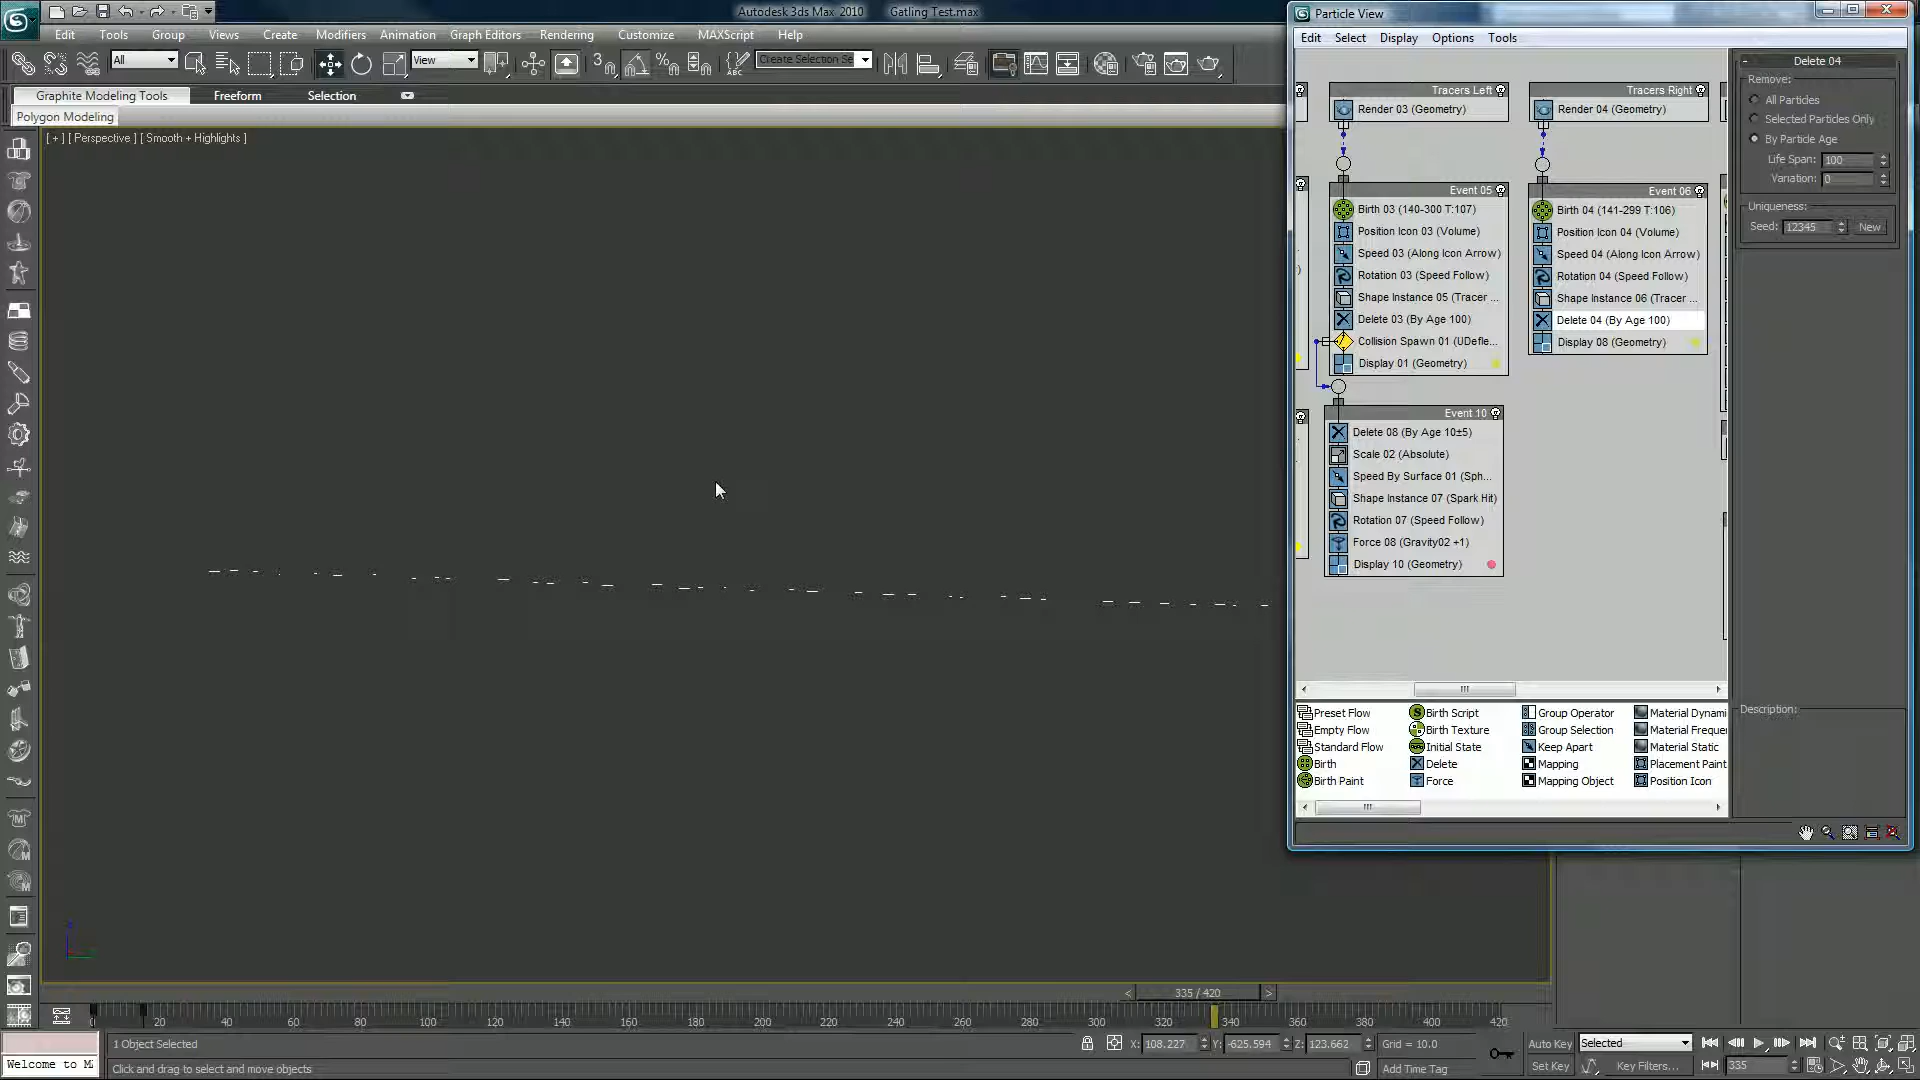 Autodesk 3ds Max 2010 Gatling Test.max
Edit Tools Group Views Create Modifiers Animation Graph Editors Rendering Customize MAXScript Help
All
View
3
Create Selection Se
Graphite Modeling Tools Freeform Selection
Polygon Modeling
[ + ] [ Perspective ] [ Smooth + Highlights ]
Particle View
Edit Select Display Options Tools
Tracers Left
Render 03 (Geometry)
Tracers Right
Render 04 (Geometry)
Event 05
Birth 03 (140-300 T:107)
Position Icon 03 (Volume)
Speed 03 (Along Icon Arrow)
Rotation 03 (Speed Follow)
Shape Instance 05 (Tracer ...
Delete 03 (By Age 100)
Collision Spawn 01 (UDefle...
Display 01 (Geometry)
Event 06
Birth 04 (141-299 T:106)
Position Icon 04 (Volume)
Speed 04 (Along Icon Arrow)
Rotation 04 (Speed Follow)
Shape Instance 06 (Tracer ...
Delete 04 (By Age 100)
Display 08 (Geometry)
Event 10
Delete 08 (By Age 10±5)
Scale 02 (Absolute)
Speed By Surface 01 (Sph...
Shape Instance 07 (Spark Hit)
Rotation 07 (Speed Follow)
Force 08 (Gravity02 +1)
Display 10 (Geometry)
Delete 04
Remove:
All Particles
Selected Particles Only
By Particle Age
Life Span: 100
Variation: 0
Uniqueness:
Seed: 12345 New
Preset Flow Birth Script Group Operator Material Dynami
Empty Flow Birth Texture Group Selection Material Freque
Standard Flow Initial State Keep Apart Material Static
Birth Delete Mapping Placement Paint
Birth Paint Force Mapping Object Position Icon
Description:
< 335 / 420 >
0 20 40 60 80 100 120 140 160 180 200 220 240 260 280 300 320 340 360 380 400 420
1 Object Selected X: 108.227 Y: -625.594 Z: 123.662 Grid = 10.0 Auto Key Selected
Welcome to M Click and drag to select and move objects Add Time Tag Set Key Key Filters... 335